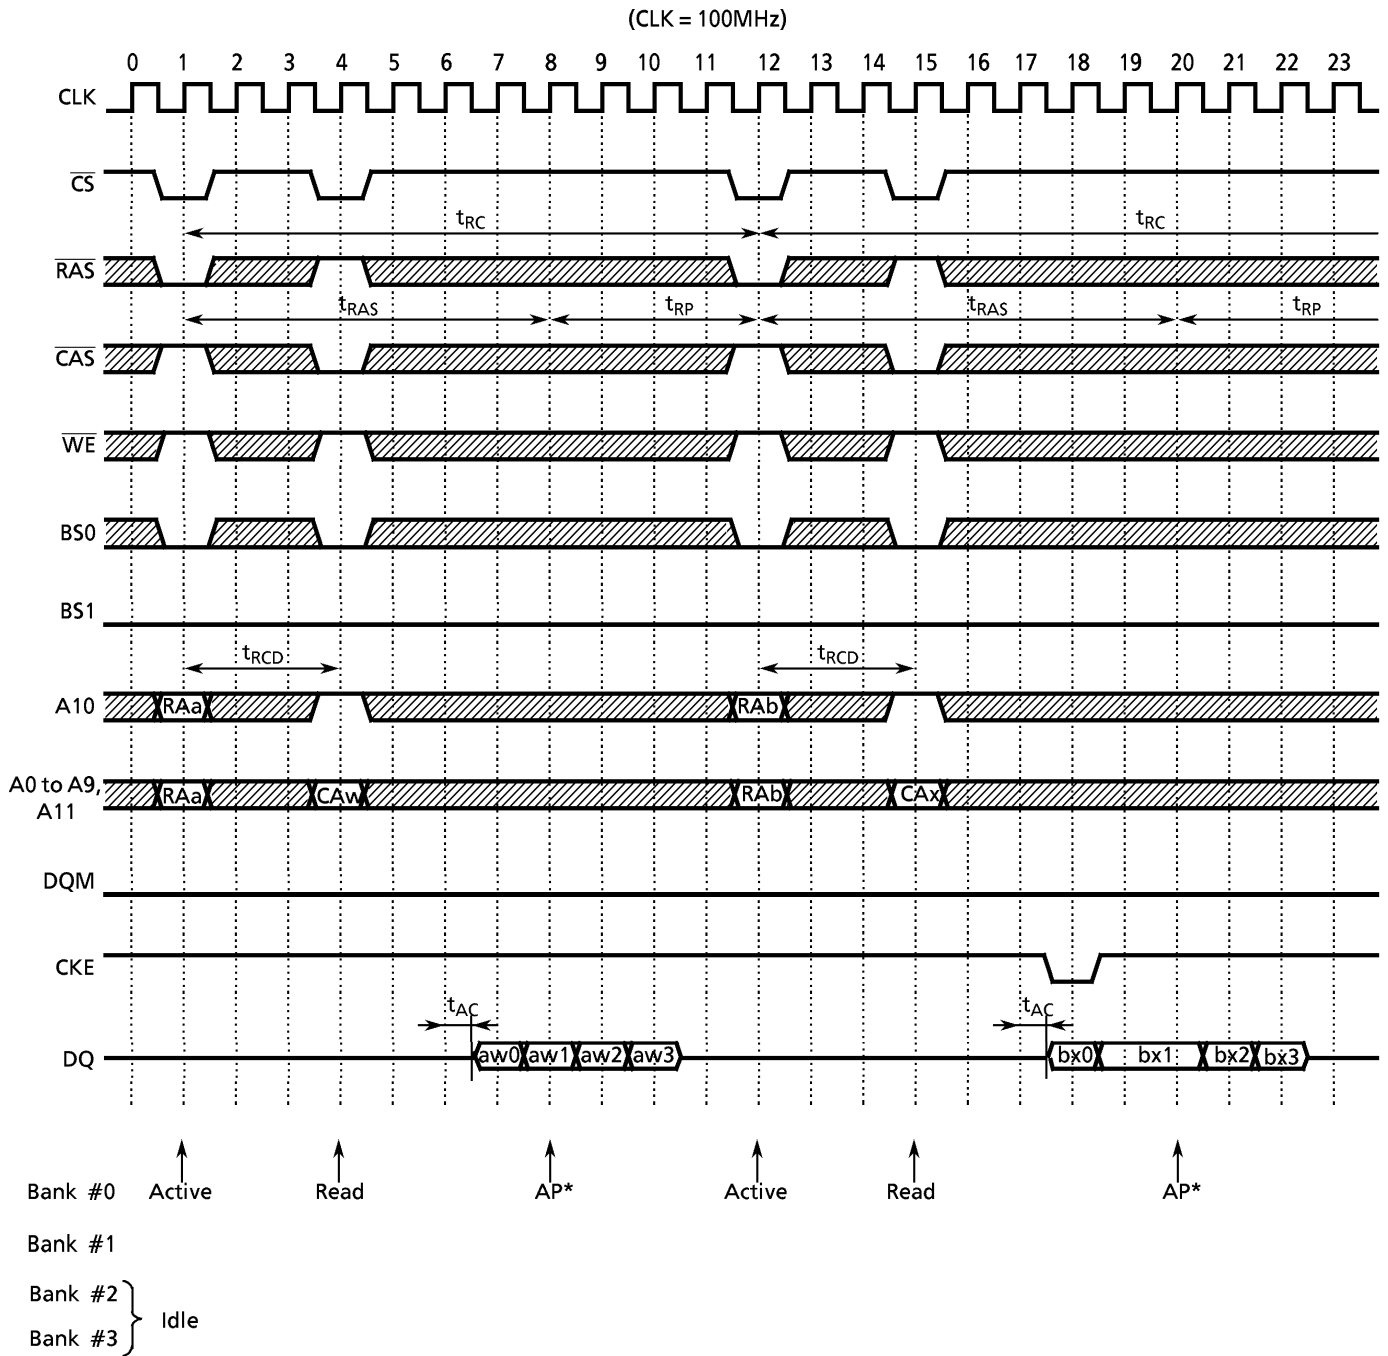 (CLK = 100MHz)
0 1 2 3 4 5 6 7 8 9 10 11 12 13 14 15 16 17 18 19 20 21 22 23
CLK
CS
tRC tRC
RAS
tRAS tRP tRAS tRP
CAS
WE
BS0
BS1
tRCD tRCD
A10 RAa RAb
A0 to A9,
A11
RAa CAw RAb CAx
DQM
CKE
tAC tAC
DQ aw0 aw1 aw2 aw3 bx0 bx1 bx2 bx3
Bank #0 Active Read AP* Active Read AP*
Bank #1
Bank #2
Bank #3
Idle